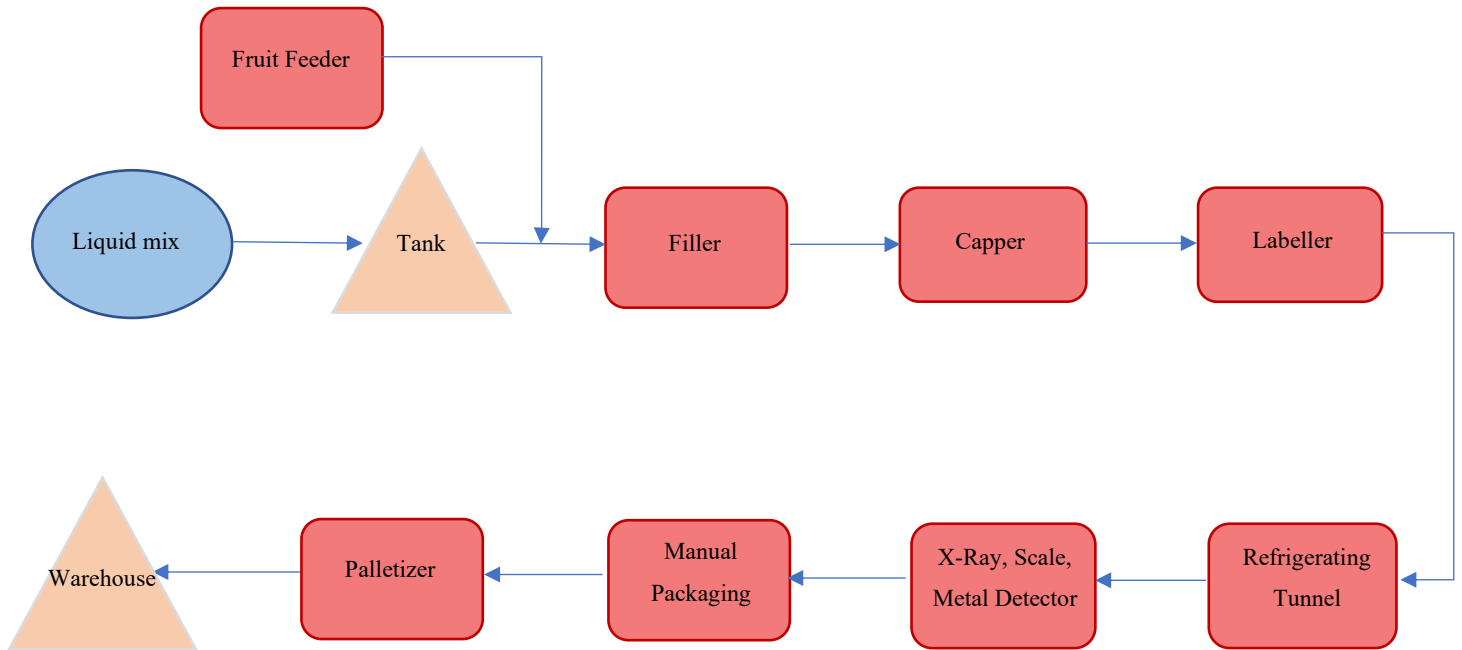 Fruit Feeder
Liquid mix
Tank
Filler
Capper
Labeller
Warehouse
Palletizer
Manual
Packaging
X-Ray, Scale,
Metal Detector
Refrigerating
Tunnel